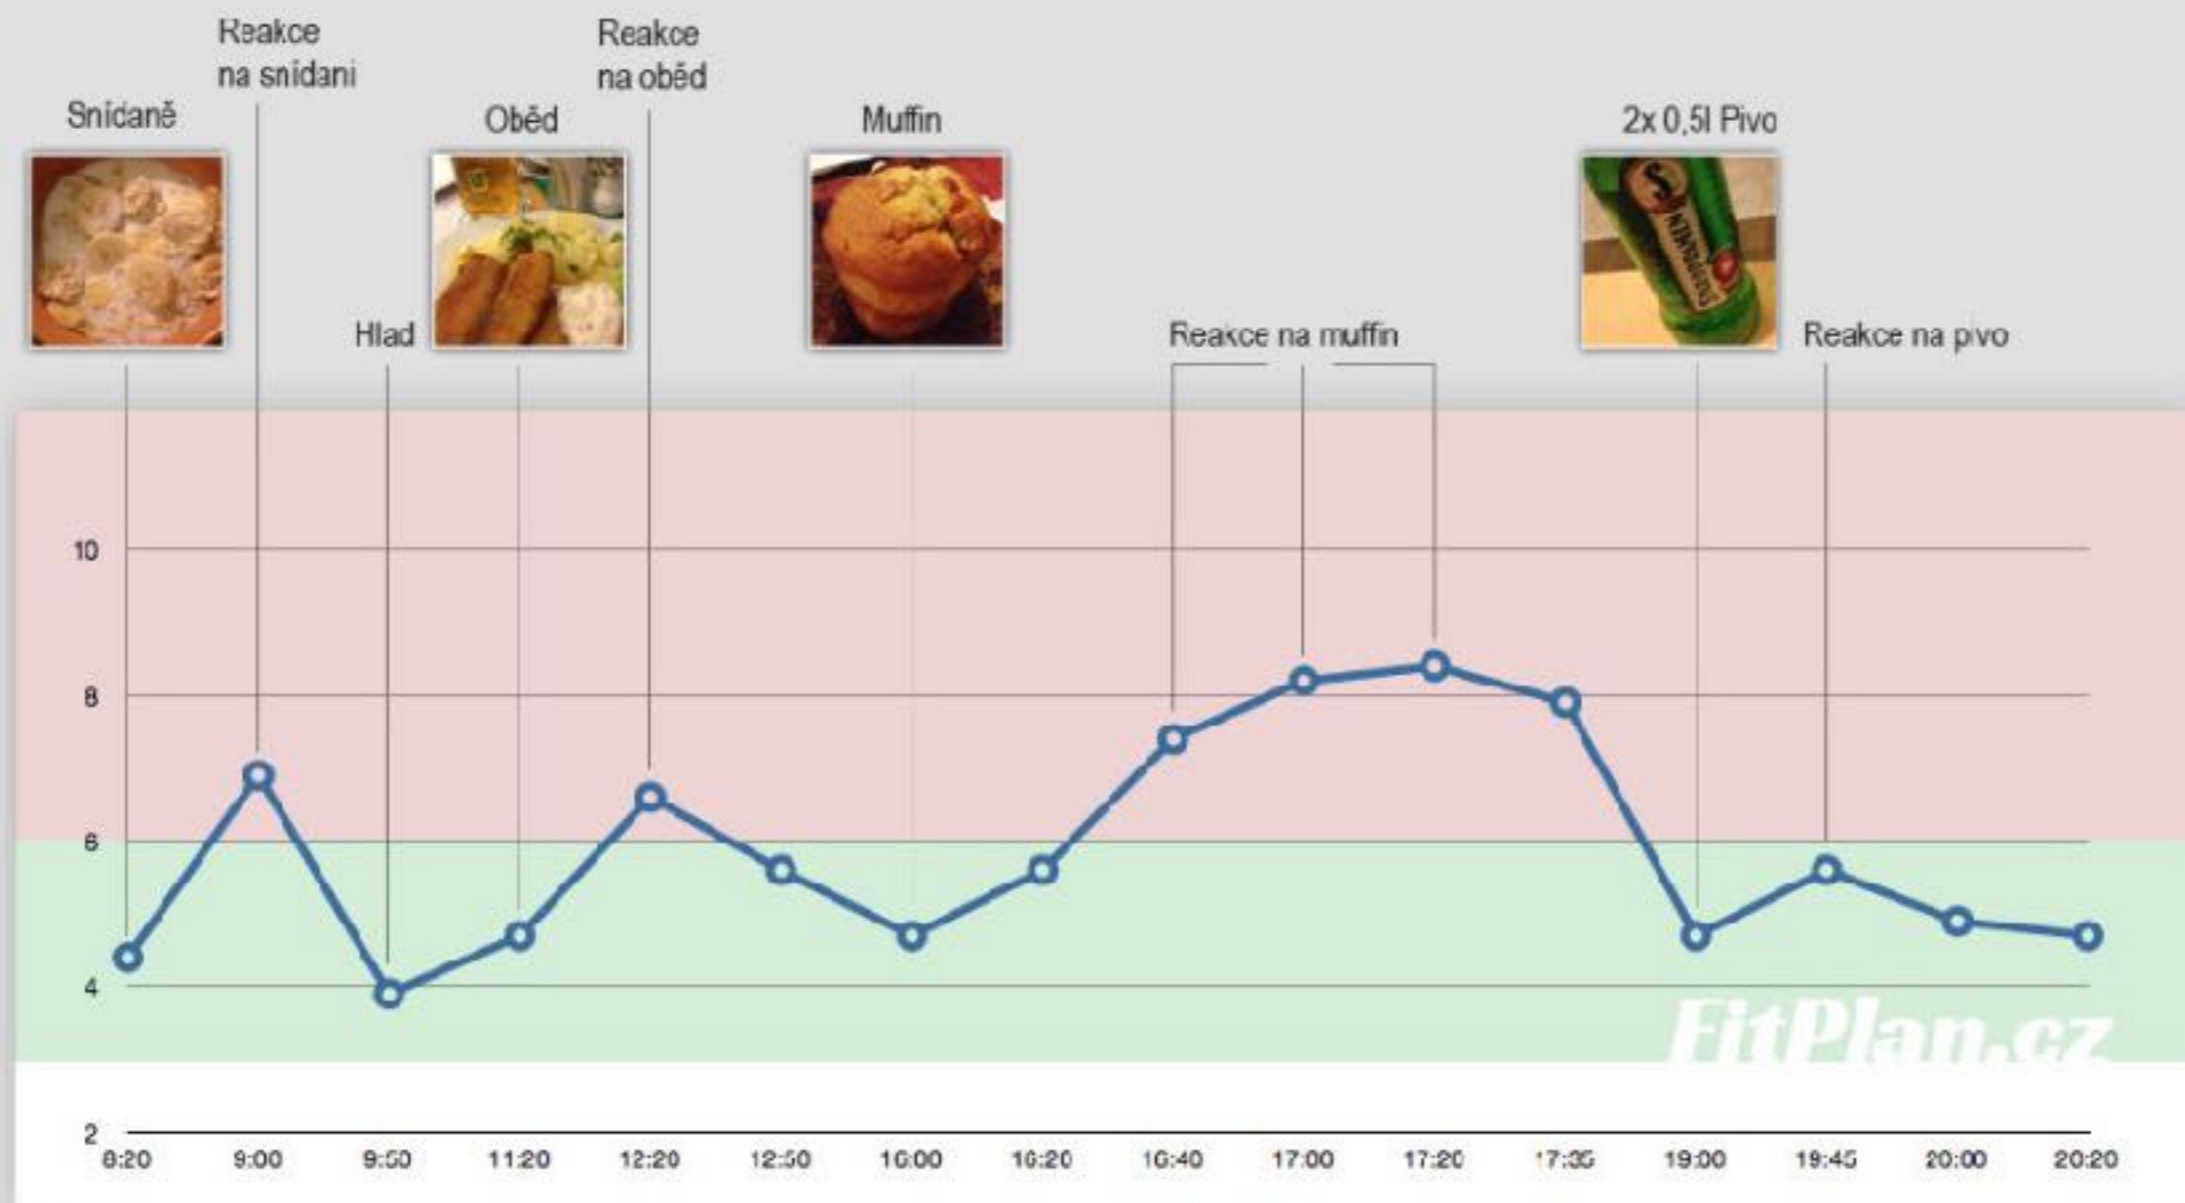 Reakce
na snídani
Reakce
na oběd
Snídaně
Oběd
Muffin
2x 0,5l Pivo
STAROPRAMEN
Hlad
Reakce na muffin
Reakce na pivo
10
8
6
4
2
FitPlan.cz
8:20 9:00 9:50 11:20 12:20 12:50 16:00 16:20 16:40 17:00 17:20 17:35 19:00 19:45 20:00 20:20